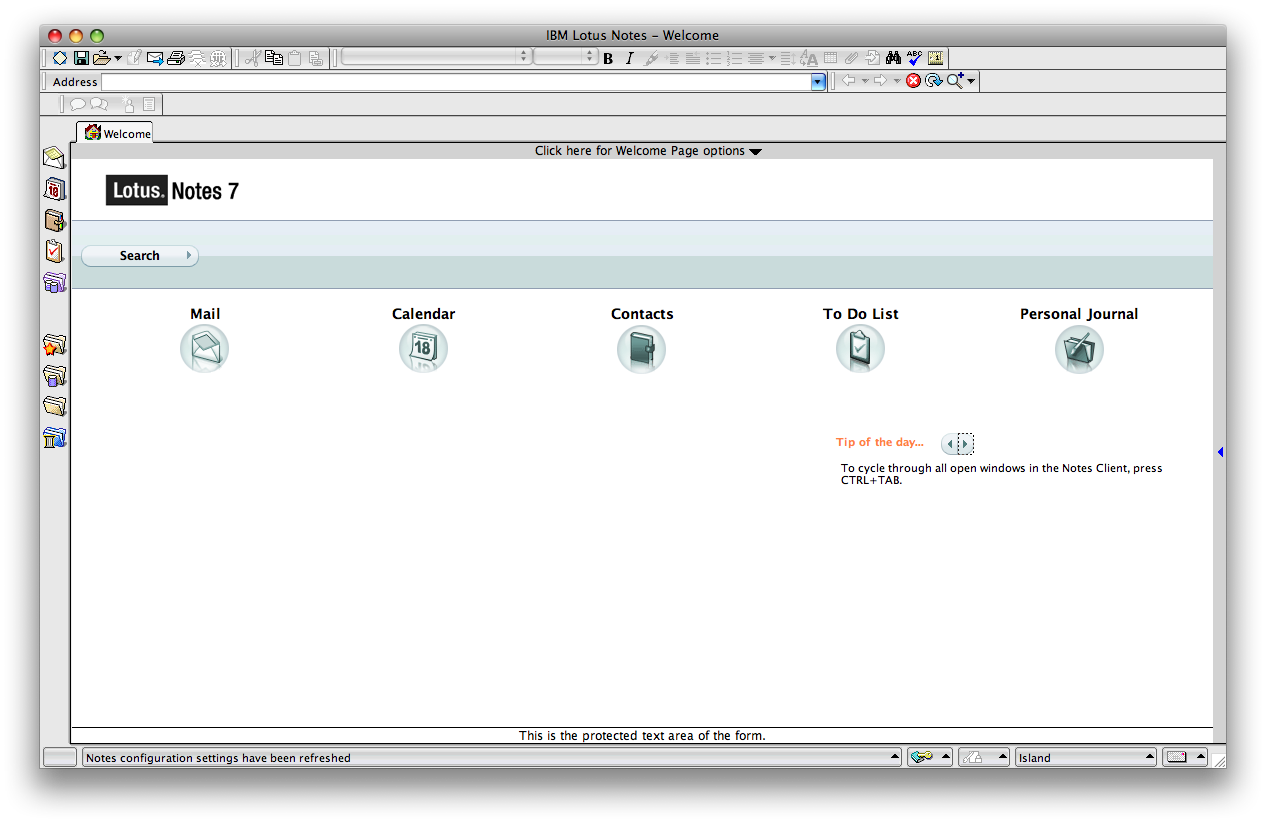 IBM Lotus Notes – Welcome
B I ABC
Address
Welcome
Click here for Welcome Page options
18
Lotus. Notes 7
Search
Mail Calendar Contacts To Do List Personal Journal
18
Tip of the day...
To cycle through all open windows in the Notes Client, press
CTRL+TAB.
This is the protected text area of the form.
Notes configuration settings have been refreshed Island